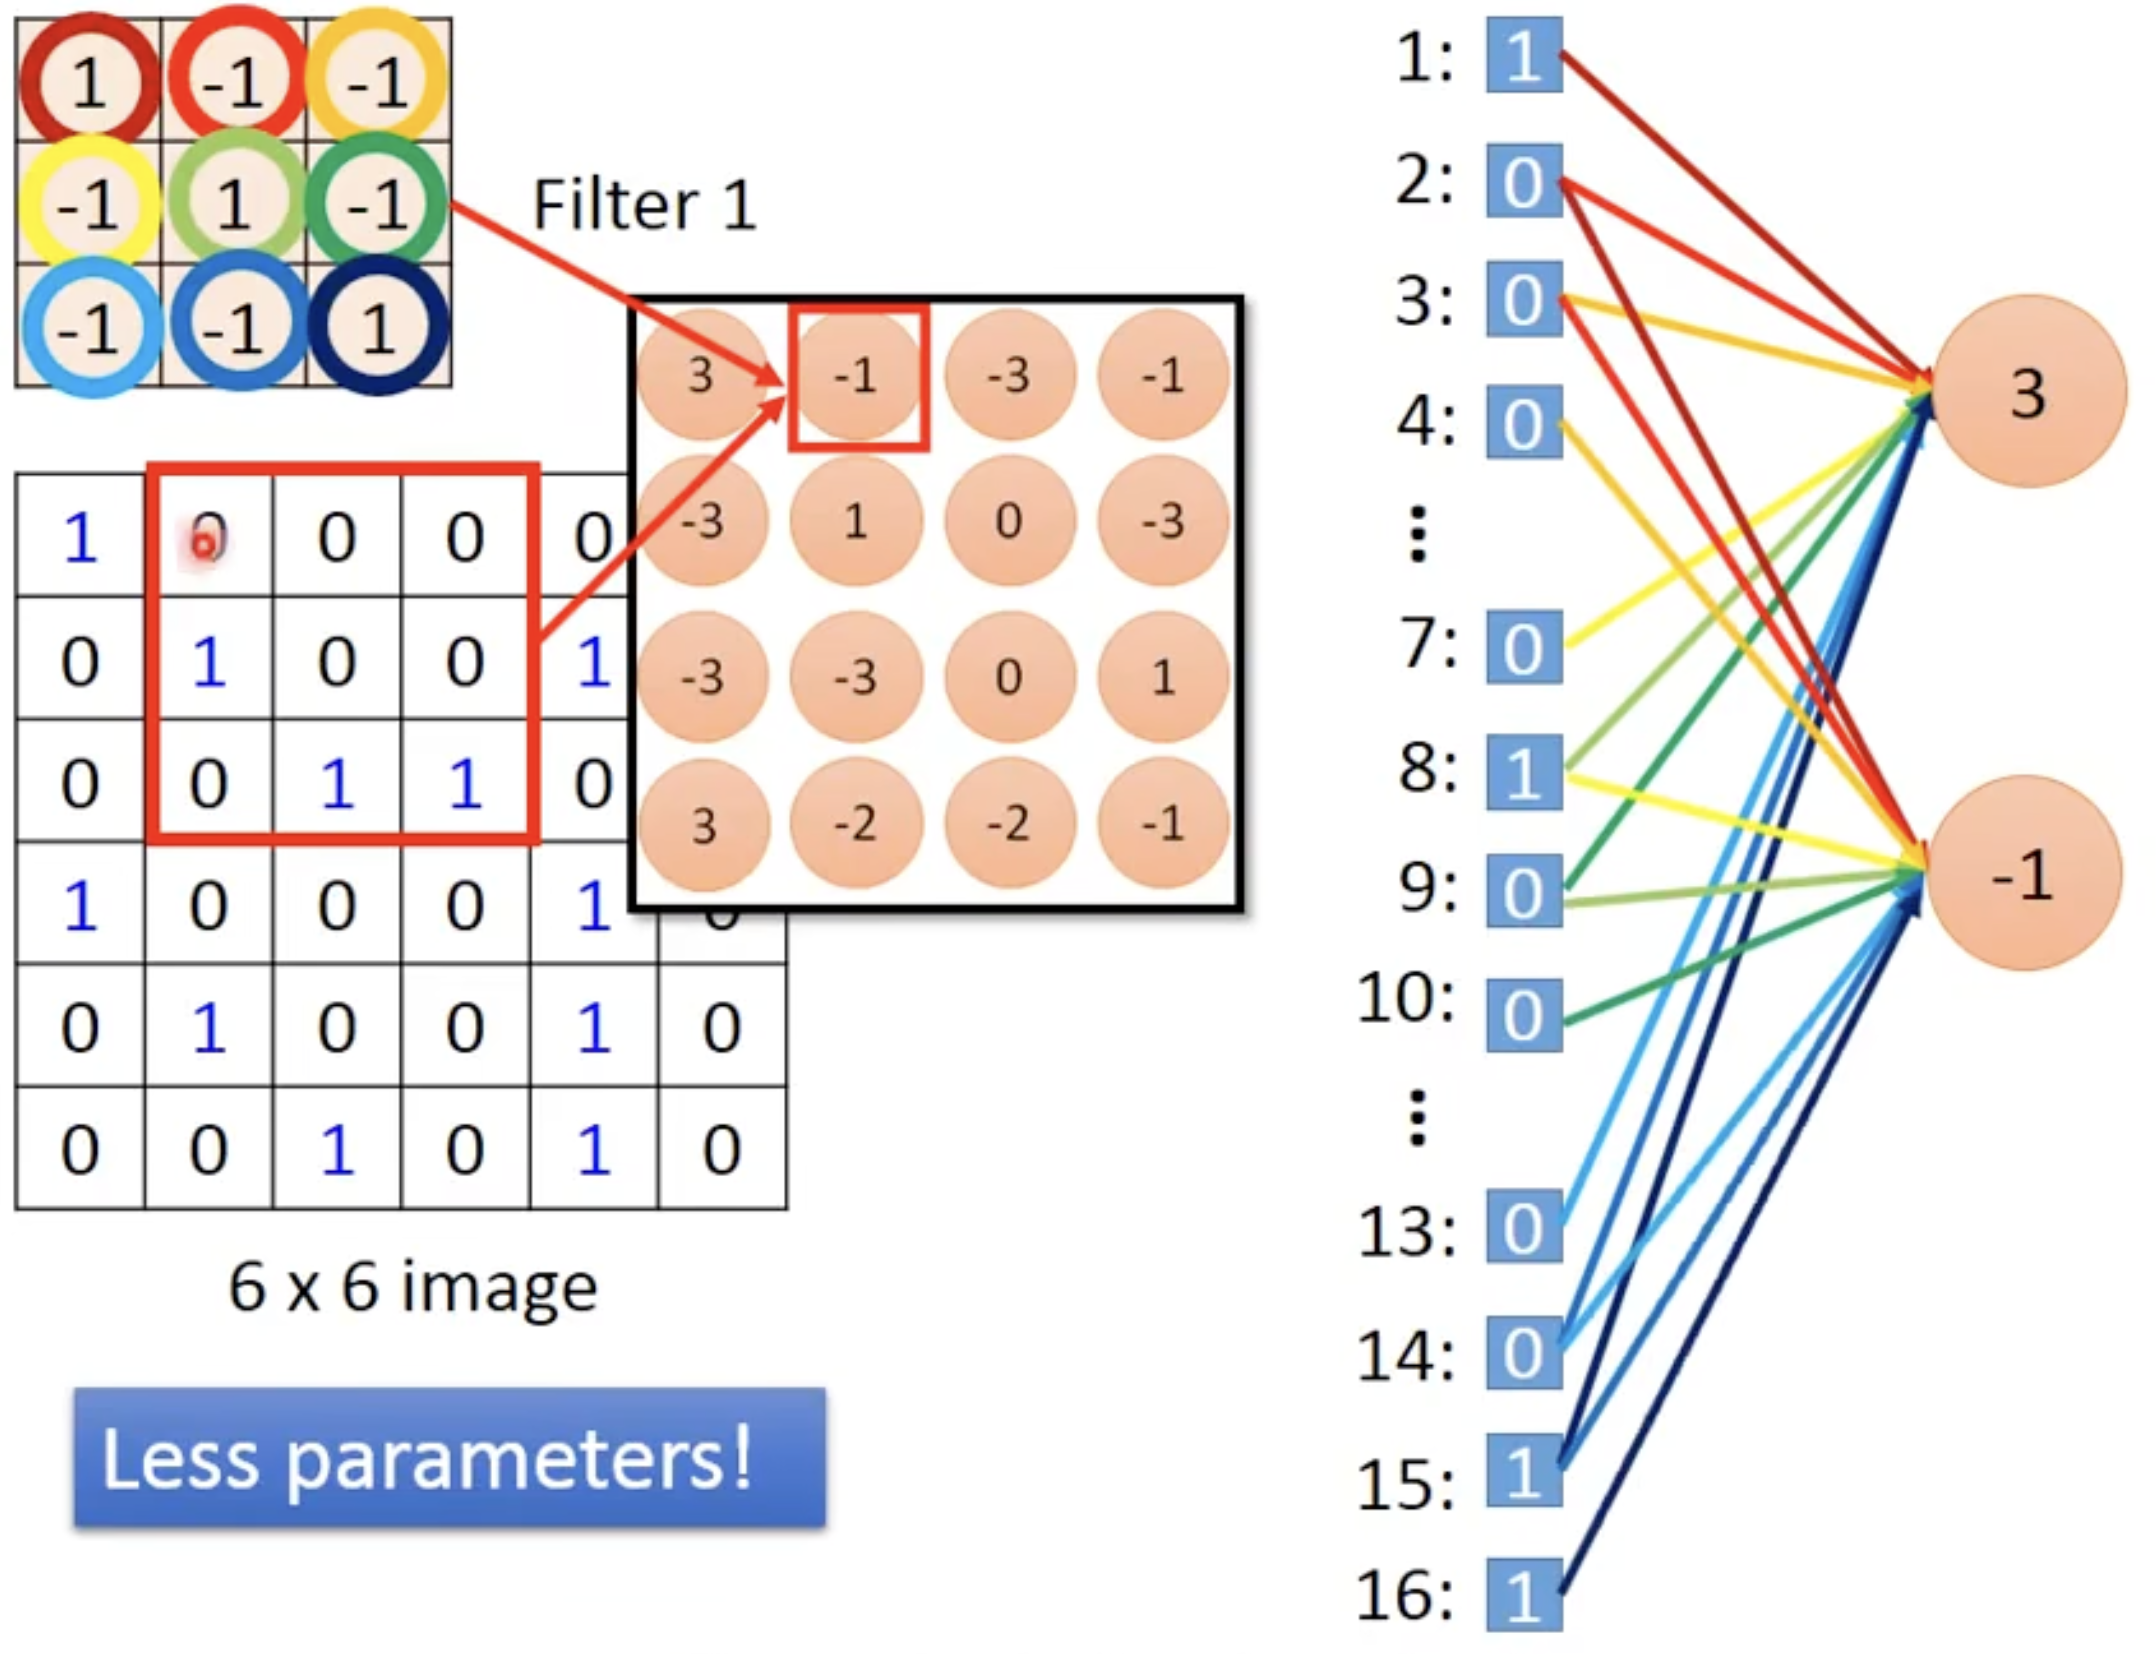 1 -1 -1
-1 1 -1
-1 -1 1
Filter 1
3 -1 -3 -1
-3 1 0 -3
-3 -3 0 1
3 -2 -2 -1
1 0 0 0 0
0 1 0 0 1
0 0 1 1 0
1 0 0 0 1 0
0 1 0 0 1 0
0 0 1 0 1 0
6 x 6 image
Less parameters!
1: 1
2: 0
3: 0
4: 0
⋮
7: 0
8: 1
9: 0
10: 0
⋮
13: 0
14: 0
15: 1
16: 1
3
-1